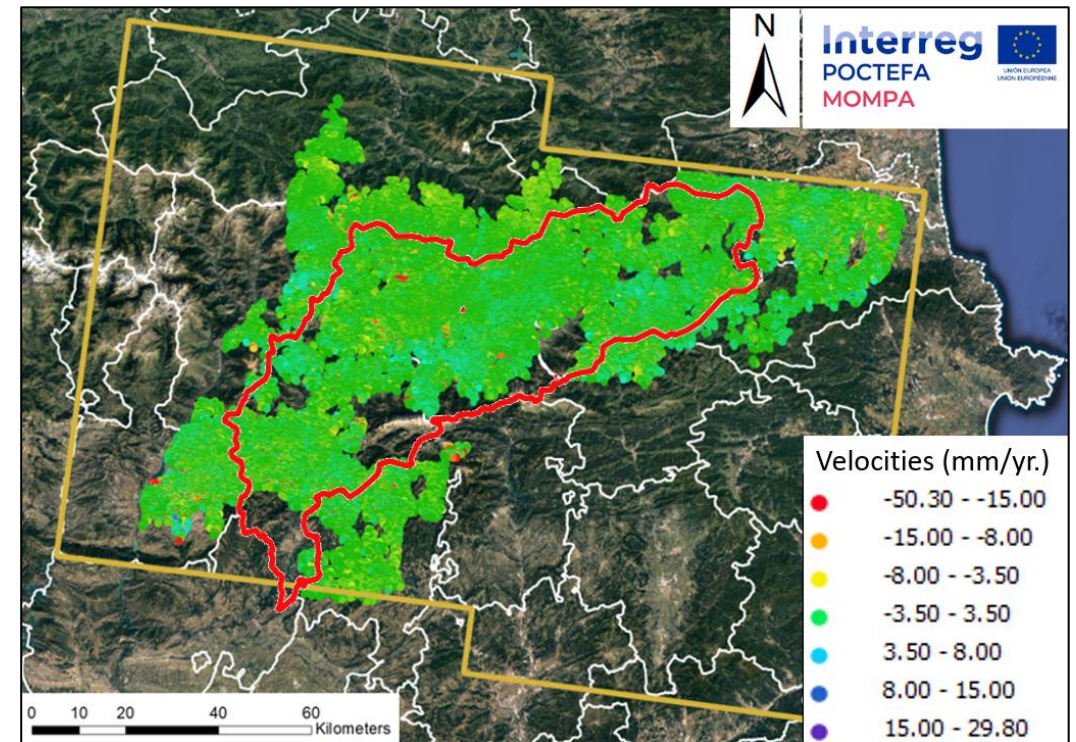 N
Interreg
POCTEFA
MOMPA
UNIÓN EUROPEA
UNION EUROPÉENNE
Velocities (mm/yr.)
-50.30 - -15.00
-15.00 - -8.00
-8.00 - -3.50
-3.50 - 3.50
3.50 - 8.00
8.00 - 15.00
15.00 - 29.80
0 10 20 40 60
Kilometers